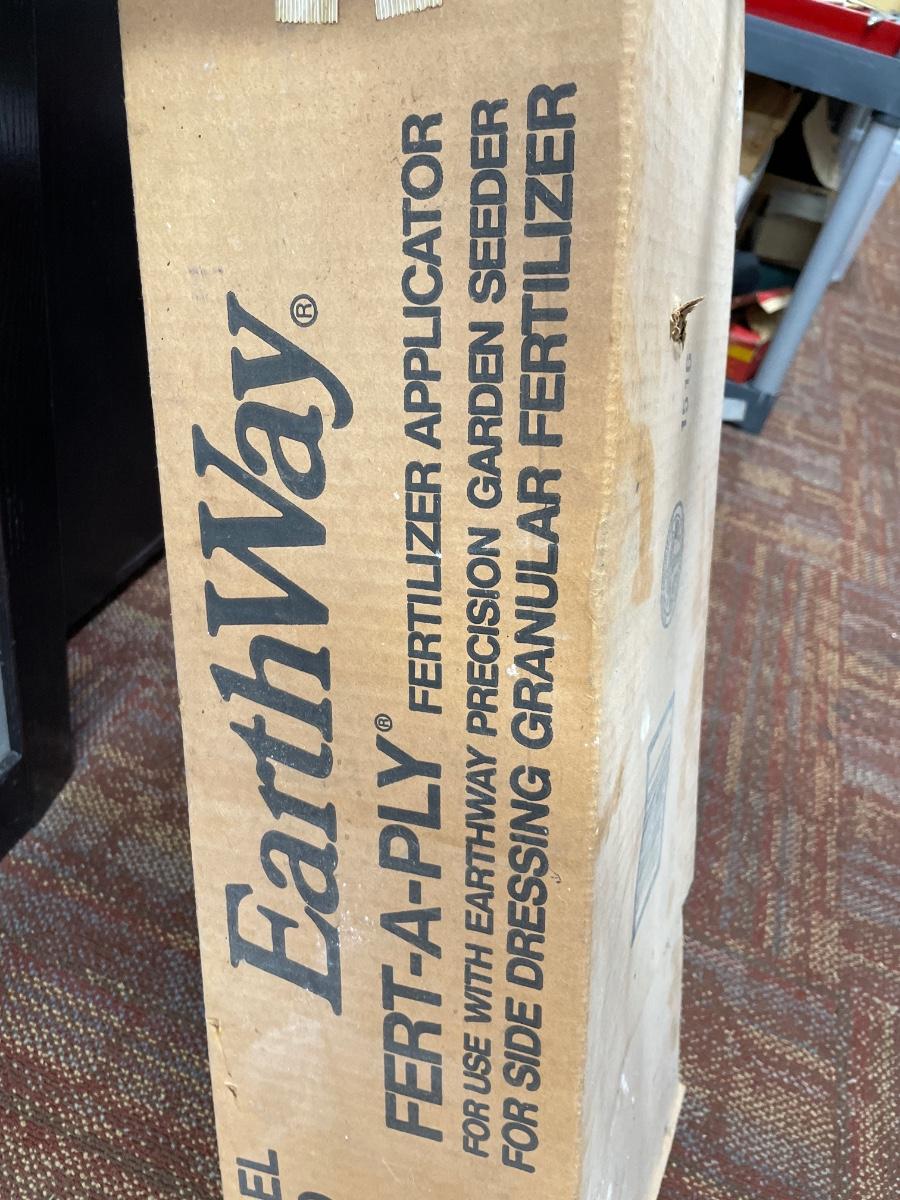 EarthWay®
FERT-A-PLY® FERTILIZER APPLICATOR
FOR USE WITH EARTHWAY PRECISION GARDEN SEEDER
FOR SIDE DRESSING GRANULAR FERTILIZER